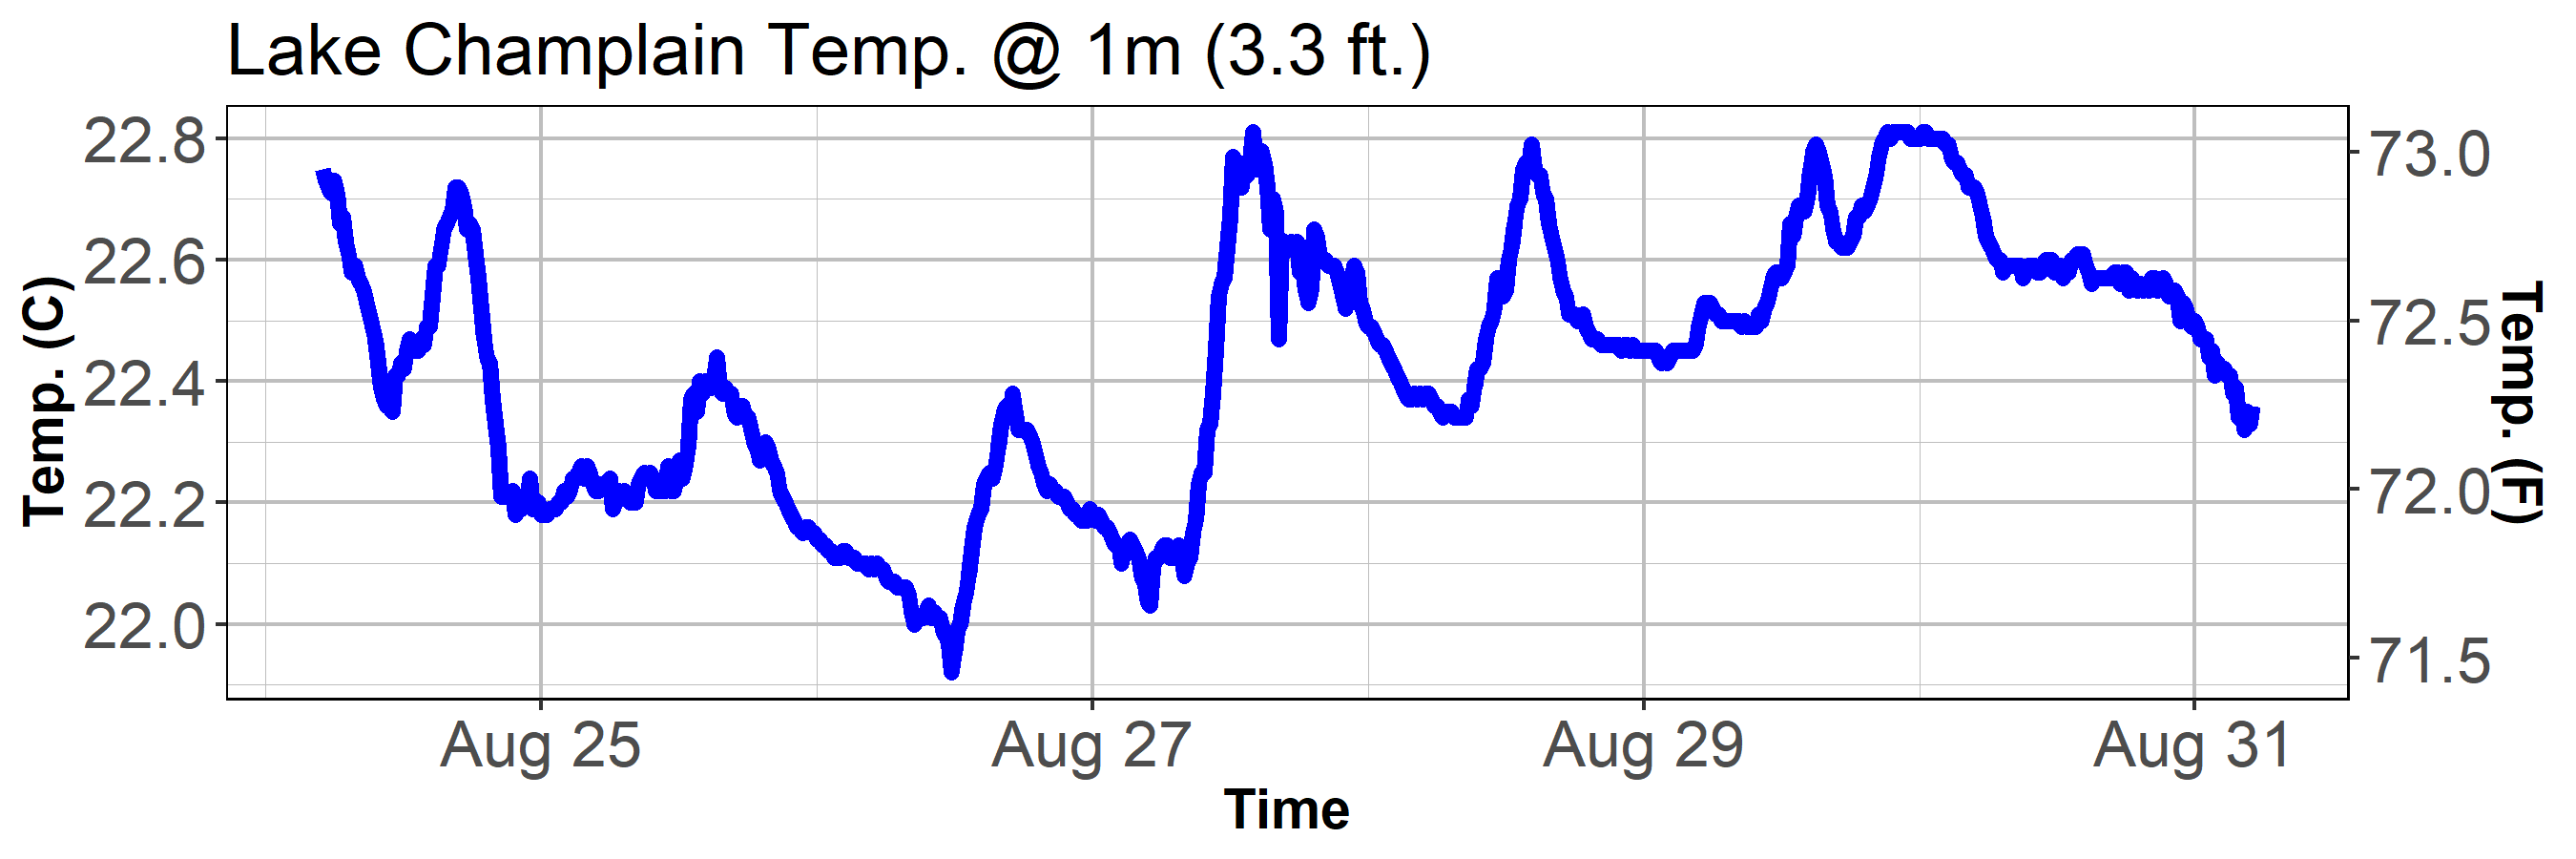 Lake Champlain Temp. @ 1m (3.3 ft.)
Temp. (C)
22.8
22.6
22.4
22.2
22.0
73.0
72.5
72.0
71.5
Temp. (F)
Aug 25 Aug 27 Aug 29 Aug 31
Time